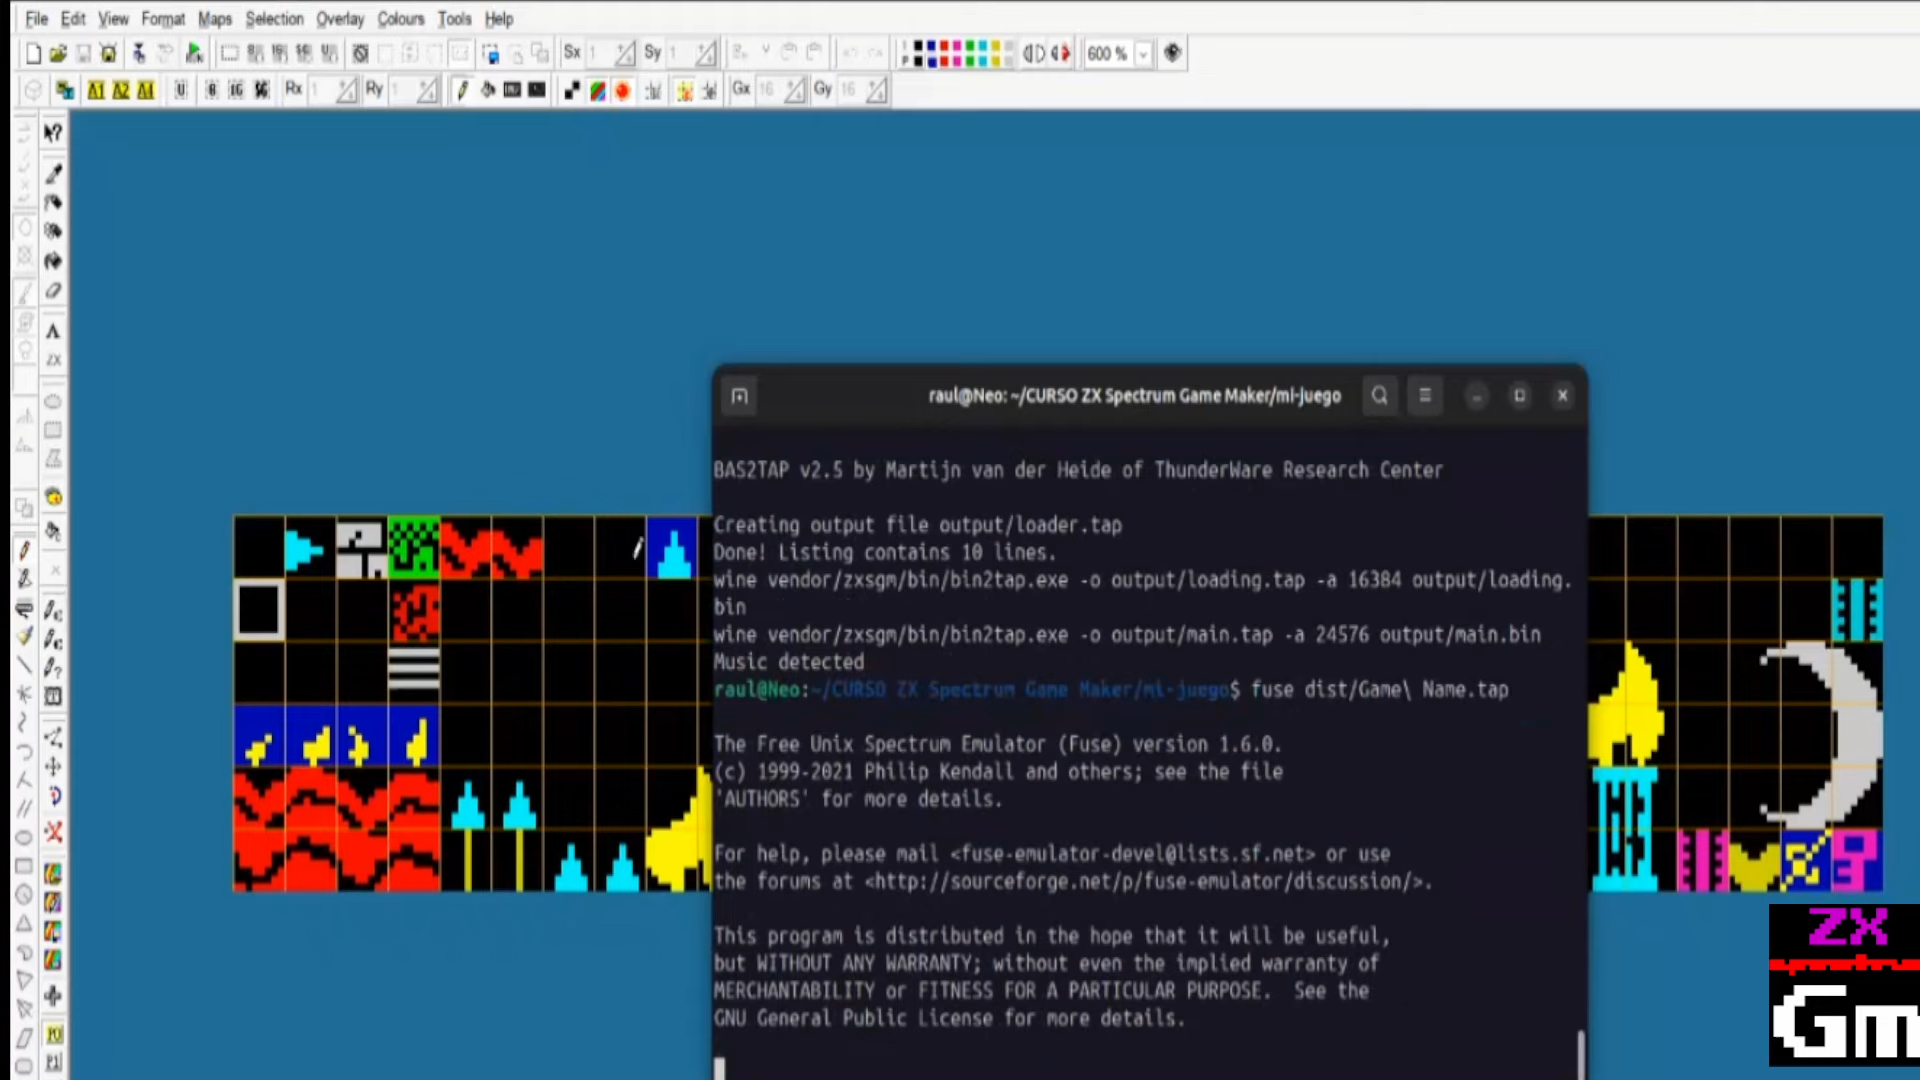 File Edit View Format Maps Selection Overlay Colours Tools Help
Sx 1 Sy 1 600 %
Rx 1 Ry 1 Gx 16 Gy 16
raul@Neo: ~/CURSO ZX Spectrum Game Maker/mi-juego
BAS2TAP v2.5 by Martijn van der Heide of ThunderWare Research Center
Creating output file output/loader.tap
Done! Listing contains 10 lines.
wine vendor/zxsgm/bin/bin2tap.exe -o output/loading.tap -a 16384 output/loading.
bin
wine vendor/zxsgm/bin/bin2tap.exe -o output/main.tap -a 24576 output/main.bin
Music detected
raul@Neo:~/CURSO ZX Spectrum Game Maker/mi-juego$ fuse dist/Game\ Name.tap
The Free Unix Spectrum Emulator (Fuse) version 1.6.0.
(c) 1999-2021 Philip Kendall and others; see the file
'AUTHORS' for more details.
For help, please mail <fuse-emulator-devel@lists.sf.net> or use
the forums at <http://sourceforge.net/p/fuse-emulator/discussion/>.
This program is distributed in the hope that it will be useful,
but WITHOUT ANY WARRANTY; without even the implied warranty of
MERCHANTABILITY or FITNESS FOR A PARTICULAR PURPOSE. See the
GNU General Public License for more details.
ZX
Gm